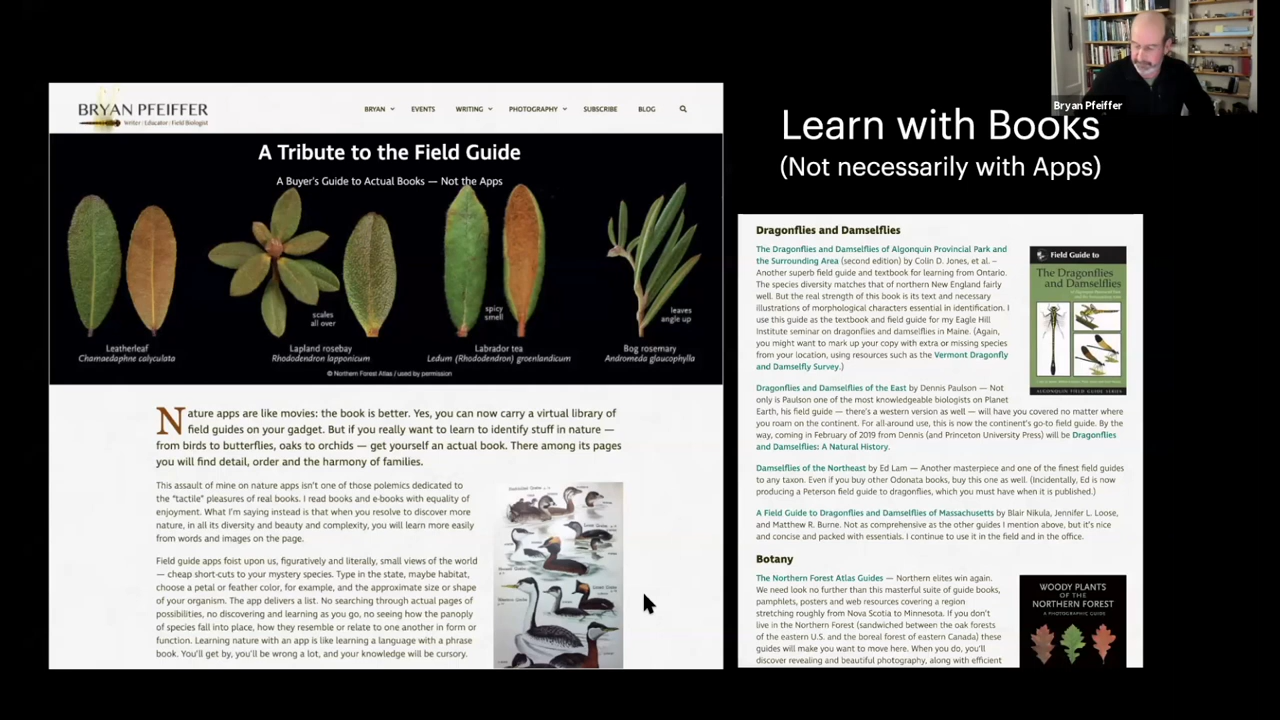 Bryan Pfeiffer
Learn with Books
(Not necessarily with Apps)
BRYAN PFEIFFER
Writer | Educator | Field Biologist
BRYAN EVENTS WRITING PHOTOGRAPHY SUBSCRIBE BLOG
A Tribute to the Field Guide
A Buyer's Guide to Actual Books — Not the Apps
scales
all over
spicy
smell
leaves
angle up
Leatherleaf
Chamaedaphne calyculata
Lapland rosebay
Rhododendron lapponicum
Labrador tea
Ledum (Rhododendron) groenlandicum
Bog rosemary
Andromeda glaucophylla
© Northern Forest Atlas / used by permission
Nature apps are like movies: the book is better. Yes, you can now carry a virtual library of
field guides on your gadget. But if you really want to learn to identify stuff in nature —
from birds to butterflies, oaks to orchids — get yourself an actual book. There among its pages
you will find detail, order and the harmony of families.
This assault of mine on nature apps isn't one of those polemics dedicated to
the "tactile" pleasures of real books. I read books and e-books with equality of
enjoyment. What I'm saying instead is that when you resolve to discover more
nature, in all its diversity and beauty and complexity, you will learn more easily
from words and images on the page.
Field guide apps foist upon us, figuratively and literally, small views of the world
— cheap short-cuts to your mystery species. Type in the state, maybe habitat,
choose a petal or feather color, for example, and the approximate size or shape
of your organism. The app delivers a list. No searching through actual pages of
possibilities, no discovering and learning as you go, no seeing how the panoply
of species fall into place, how they resemble or relate to one another in form or
function. Learning nature with an app is like learning a language with a phrase
book. You'll get by, you'll be wrong a lot, and your knowledge will be cursory.
Dragonflies and Damselflies
The Dragonflies and Damselflies of Algonquin Provincial Park and
the Surrounding Area (second edition) by Colin D. Jones, et al. –
Another superb field guide and textbook for learning from Ontario.
The species diversity matches that of northern New England fairly
well. But the real strength of this book is its text and necessary
illustrations of morphological characters essential in identification. I
use this guide as the textbook and field guide for my Eagle Hill
Institute seminar on dragonflies and damselflies in Maine. (Again,
you might want to mark up your copy with extra or missing species
from your location, using resources such as the Vermont Dragonfly
and Damselfly Survey.)
Field Guide to
The Dragonflies
and Damselflies
Dragonflies and Damselflies of the East by Dennis Paulson — Not
only is Paulson one of the most knowledgeable biologists on Planet
Earth, his field guide — there's a western version as well — will have you covered no matter where
you roam on the continent. For all-around use, this is now the continent's go-to field guide. By the
way, coming in February of 2019 from Dennis (and Princeton University Press) will be Dragonflies
and Damselflies: A Natural History.
Damselflies of the Northeast by Ed Lam — Another masterpiece and one of the finest field guides
to any taxon. Even if you buy other Odonata books, buy this one as well. (Incidentally, Ed is now
producing a Peterson field guide to dragonflies, which you must have when it is published.)
A Field Guide to Dragonflies and Damselflies of Massachusetts by Blair Nikula, Jennifer L. Loose,
and Matthew R. Burne. Not as comprehensive as the other guides I mention above, but it's nice
and concise and packed with essentials. I continue to use it in the field and in the office.
Botany
The Northern Forest Atlas Guides — Northern elites win again.
We need look no further than this masterful suite of guide books,
pamphlets, posters and web resources covering a region
stretching roughly from Nova Scotia to Minnesota. If you don't
live in the Northern Forest (sandwiched between the oak forests
of the eastern U.S. and the boreal forest of eastern Canada) these
guides will make you want to move here. When you do, you'll
discover revealing and beautiful photography, along with efficient
WOODY PLANTS
OF THE
NORTHERN FOREST
A PHOTOGRAPHIC GUIDE